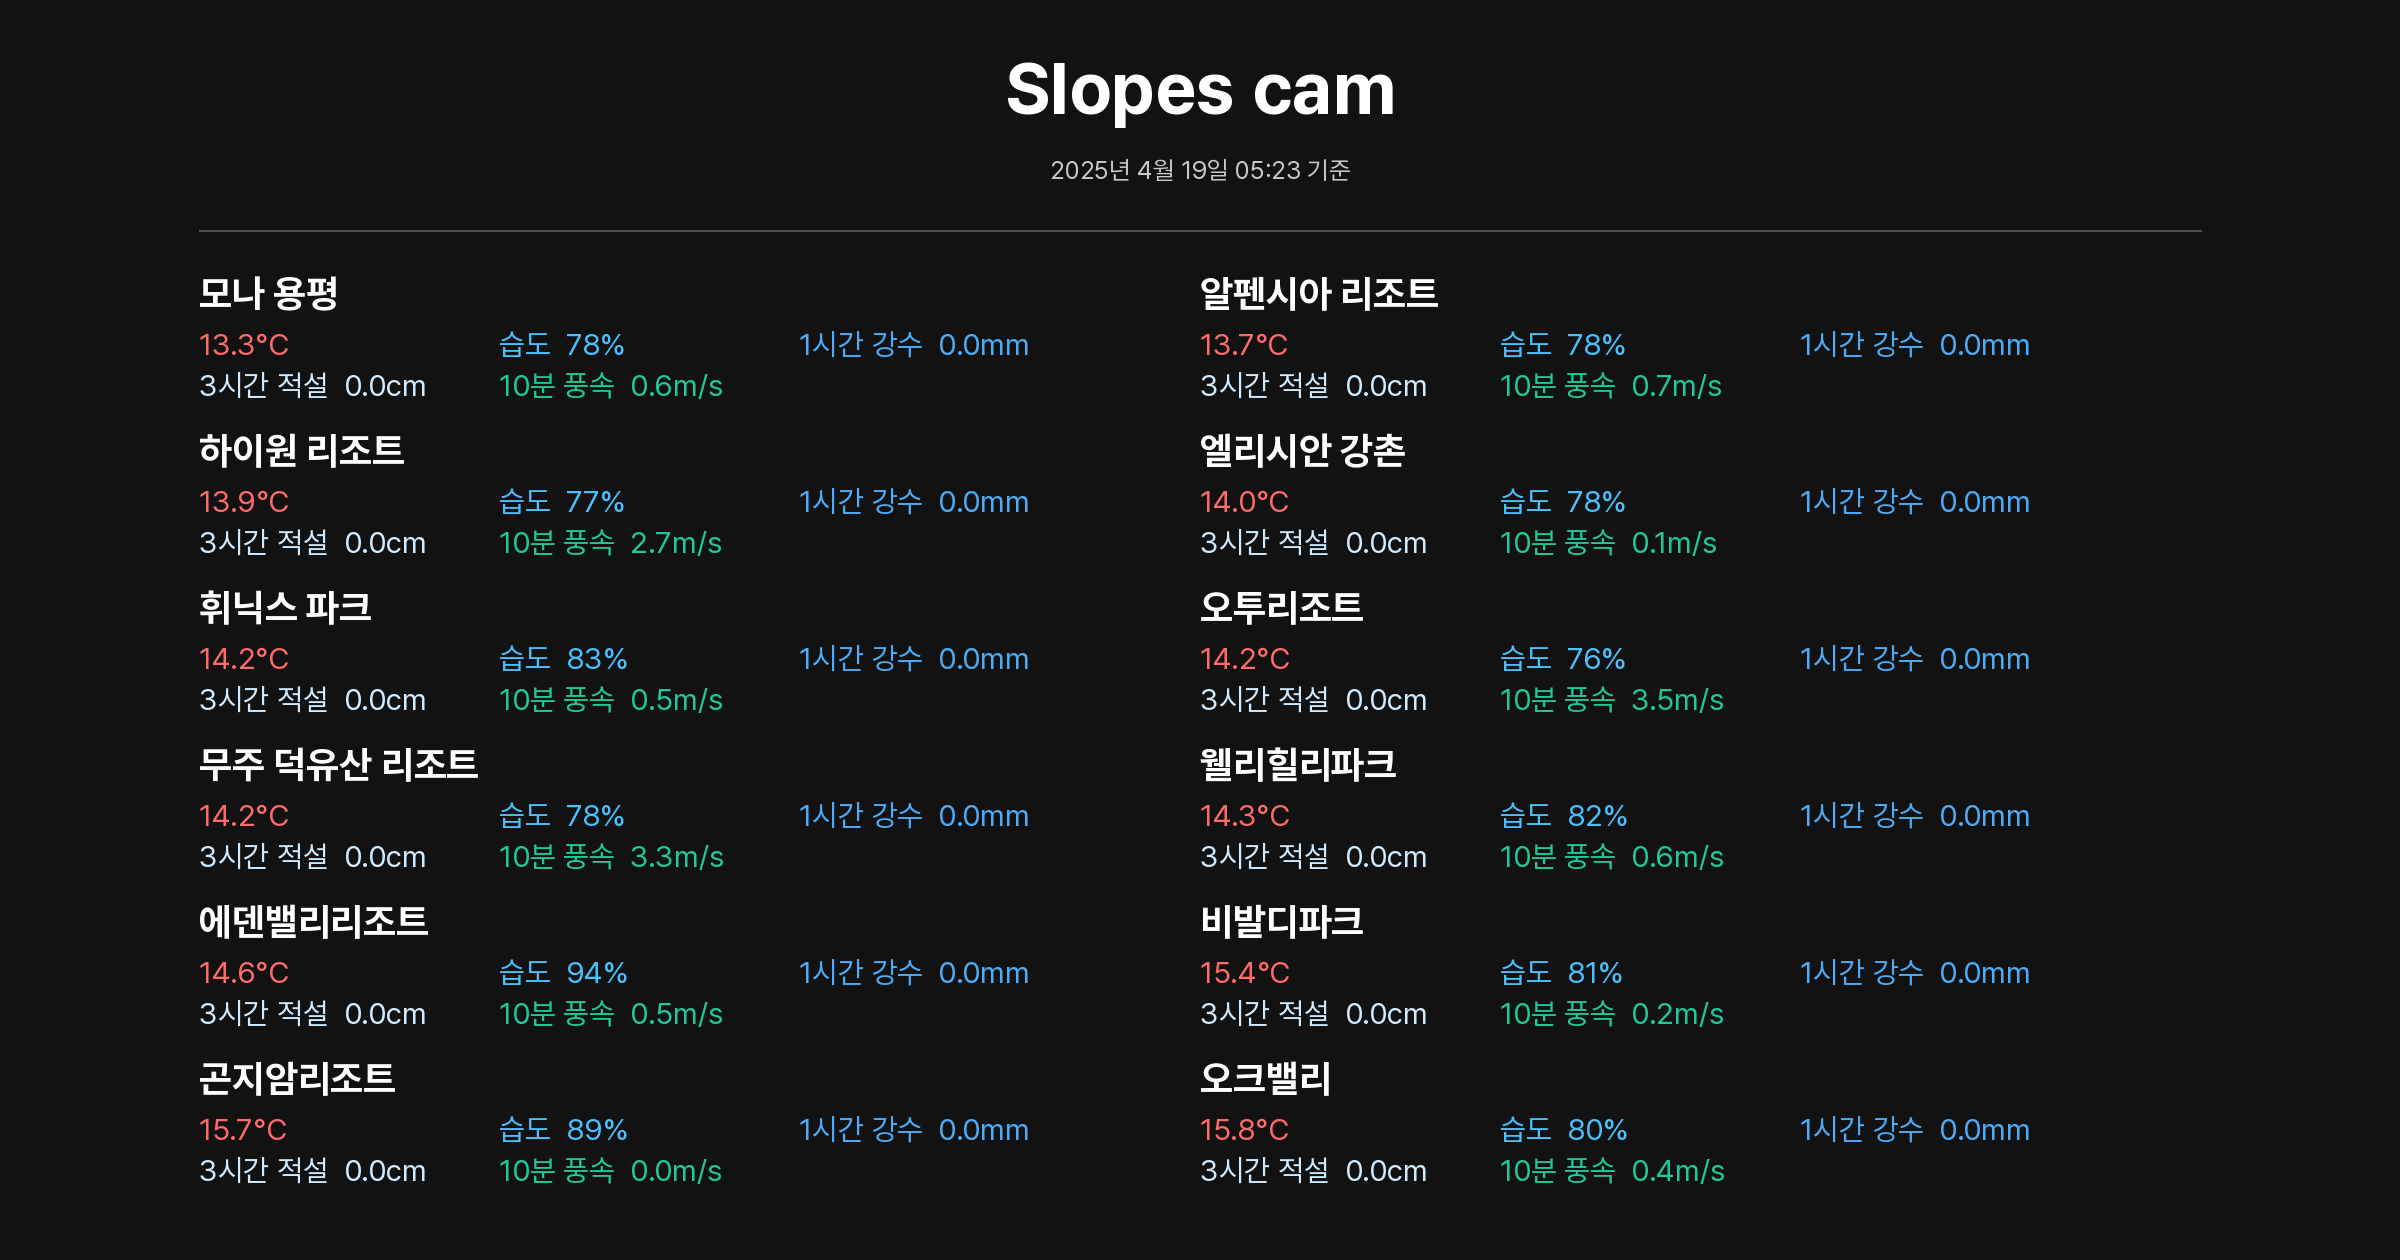 Slopes cam
2025년 4월 19일 05:23 기준
모나 용평
13.3°C 습도 78% 1시간 강수 0.0mm
3시간 적설 0.0cm 10분 풍속 0.6m/s
알펜시아 리조트
13.7°C 습도 78% 1시간 강수 0.0mm
3시간 적설 0.0cm 10분 풍속 0.7m/s
하이원 리조트
13.9°C 습도 77% 1시간 강수 0.0mm
3시간 적설 0.0cm 10분 풍속 2.7m/s
엘리시안 강촌
14.0°C 습도 78% 1시간 강수 0.0mm
3시간 적설 0.0cm 10분 풍속 0.1m/s
휘닉스 파크
14.2°C 습도 83% 1시간 강수 0.0mm
3시간 적설 0.0cm 10분 풍속 0.5m/s
오투리조트
14.2°C 습도 76% 1시간 강수 0.0mm
3시간 적설 0.0cm 10분 풍속 3.5m/s
무주 덕유산 리조트
14.2°C 습도 78% 1시간 강수 0.0mm
3시간 적설 0.0cm 10분 풍속 3.3m/s
웰리힐리파크
14.3°C 습도 82% 1시간 강수 0.0mm
3시간 적설 0.0cm 10분 풍속 0.6m/s
에덴밸리리조트
14.6°C 습도 94% 1시간 강수 0.0mm
3시간 적설 0.0cm 10분 풍속 0.5m/s
비발디파크
15.4°C 습도 81% 1시간 강수 0.0mm
3시간 적설 0.0cm 10분 풍속 0.2m/s
곤지암리조트
15.7°C 습도 89% 1시간 강수 0.0mm
3시간 적설 0.0cm 10분 풍속 0.0m/s
오크밸리
15.8°C 습도 80% 1시간 강수 0.0mm
3시간 적설 0.0cm 10분 풍속 0.4m/s